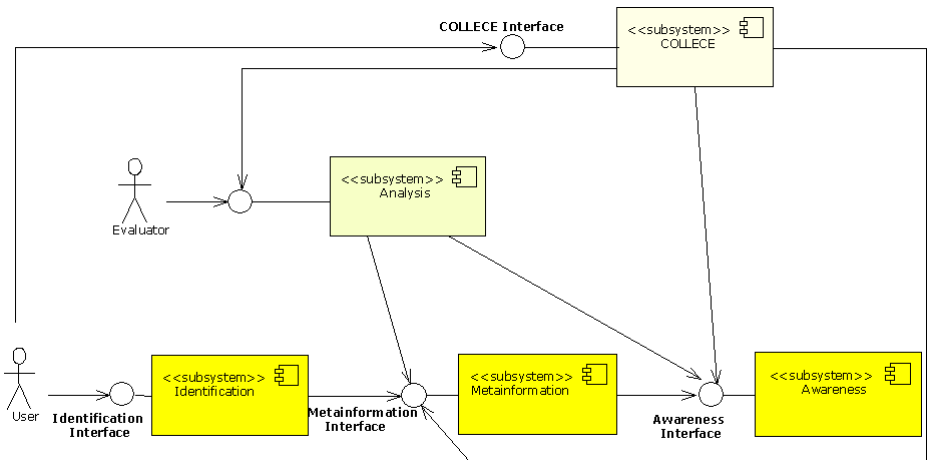 COLLECE Interface
<<subsystem>>
COLLECE
<<subsystem>>
Analysis
Evaluator
<<subsystem>>
Identification
<<subsystem>>
Metainformation
<<subsystem>>
Awareness
User
Identification
Interface
Metainformation
Interface
Awareness
Interface